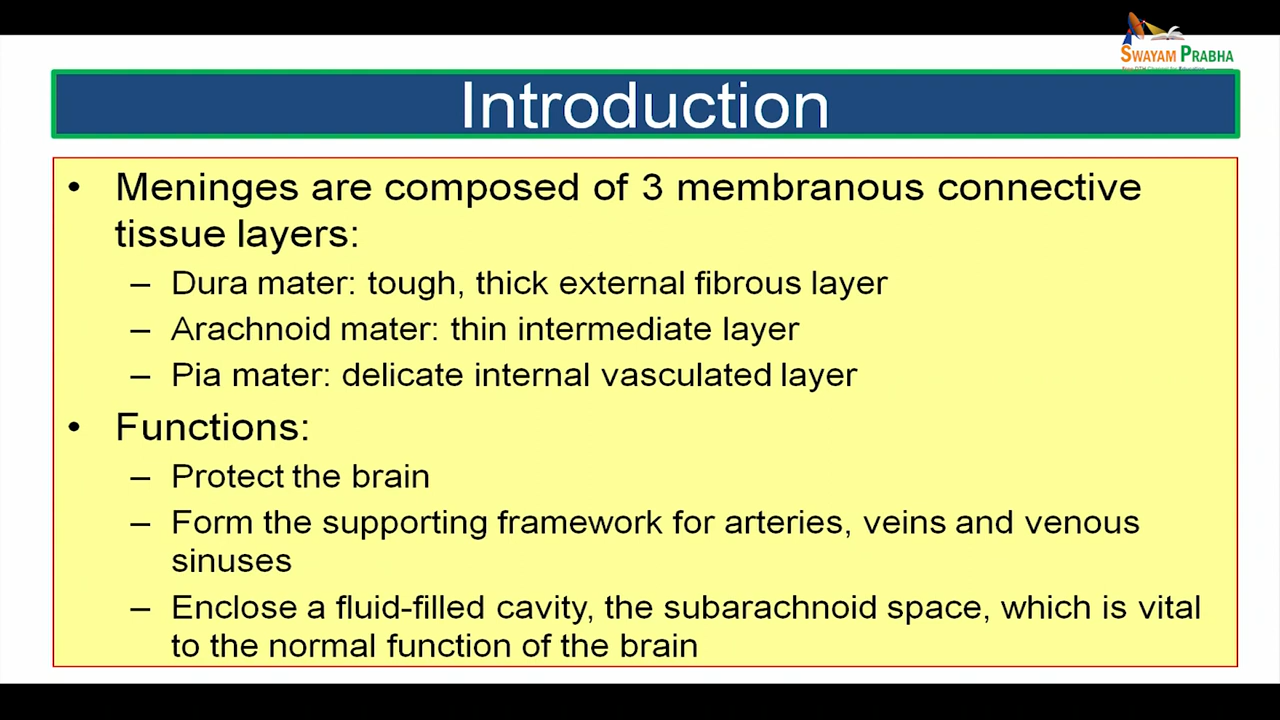 SWAYAM PRABHA
Introduction
• Meninges are composed of 3 membranous connective
tissue layers:
– Dura mater: tough, thick external fibrous layer
– Arachnoid mater: thin intermediate layer
– Pia mater: delicate internal vasculated layer
• Functions:
– Protect the brain
– Form the supporting framework for arteries, veins and venous
sinuses
– Enclose a fluid-filled cavity, the subarachnoid space, which is vital
to the normal function of the brain